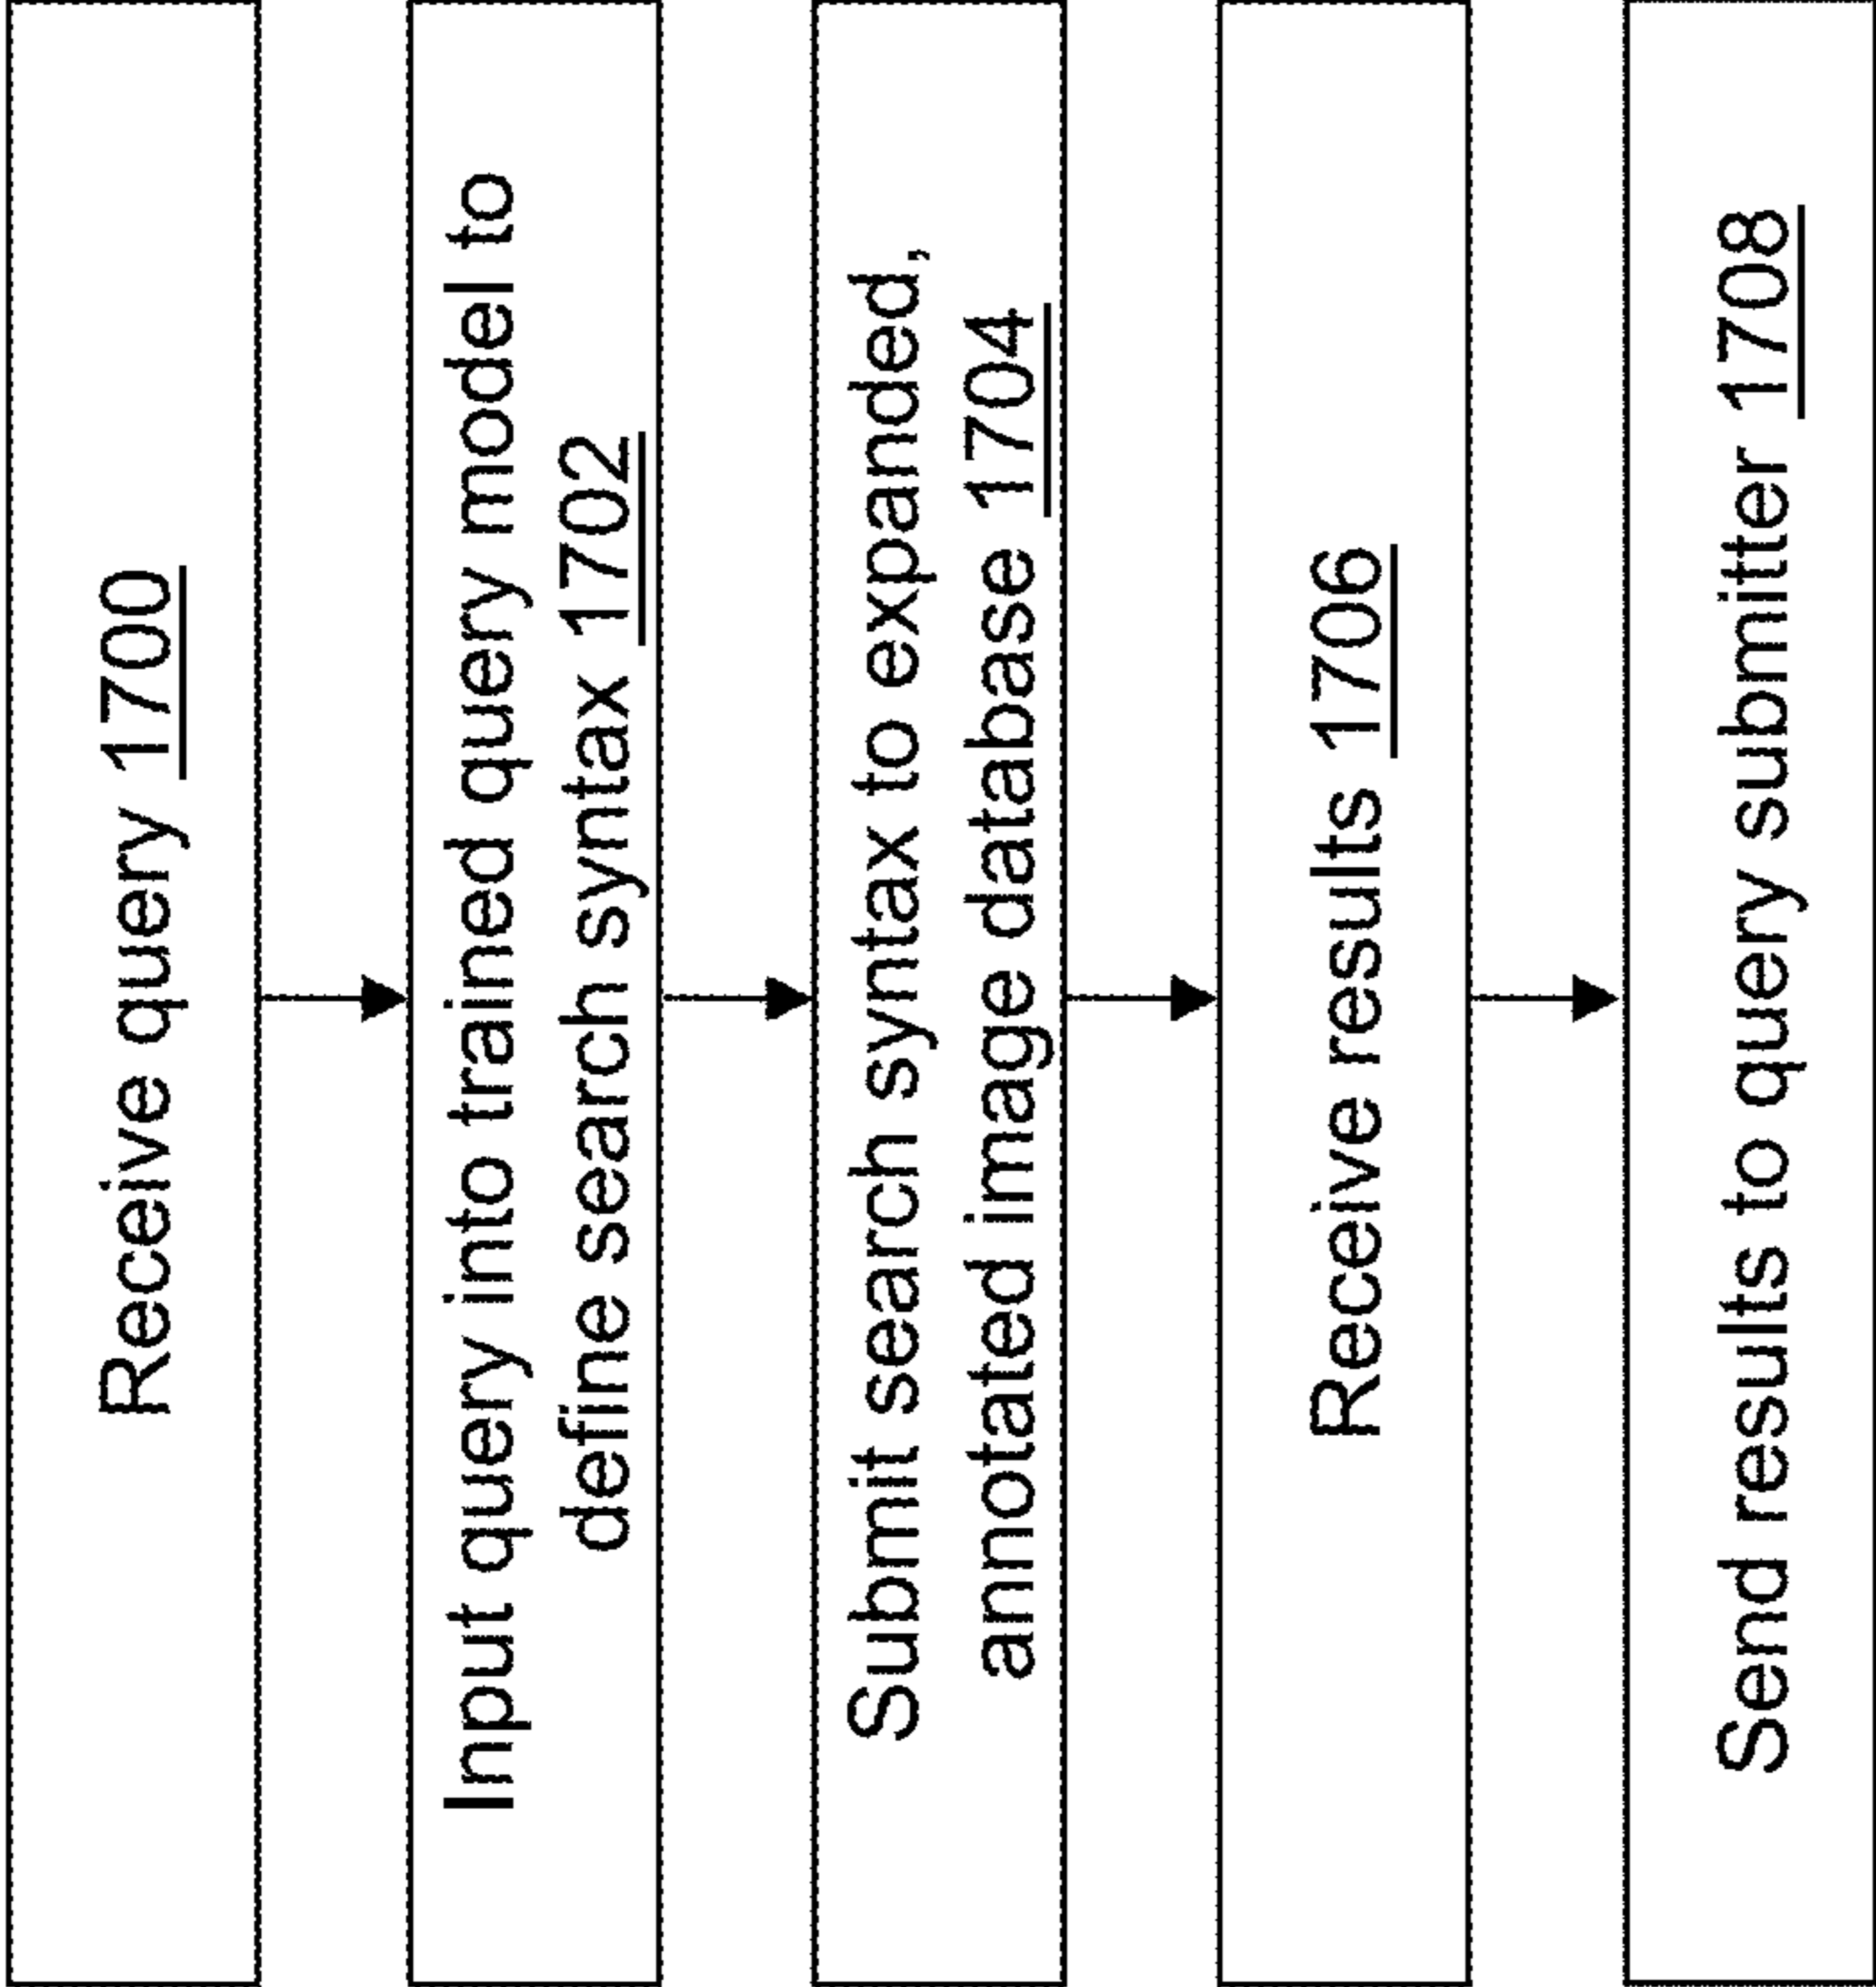 Receive query 1700
Input query into trained query model to
define search syntax 1702
Submit search syntax to expanded,
annotated image database 1704
Receive results 1706
Send results to query submitter 1708